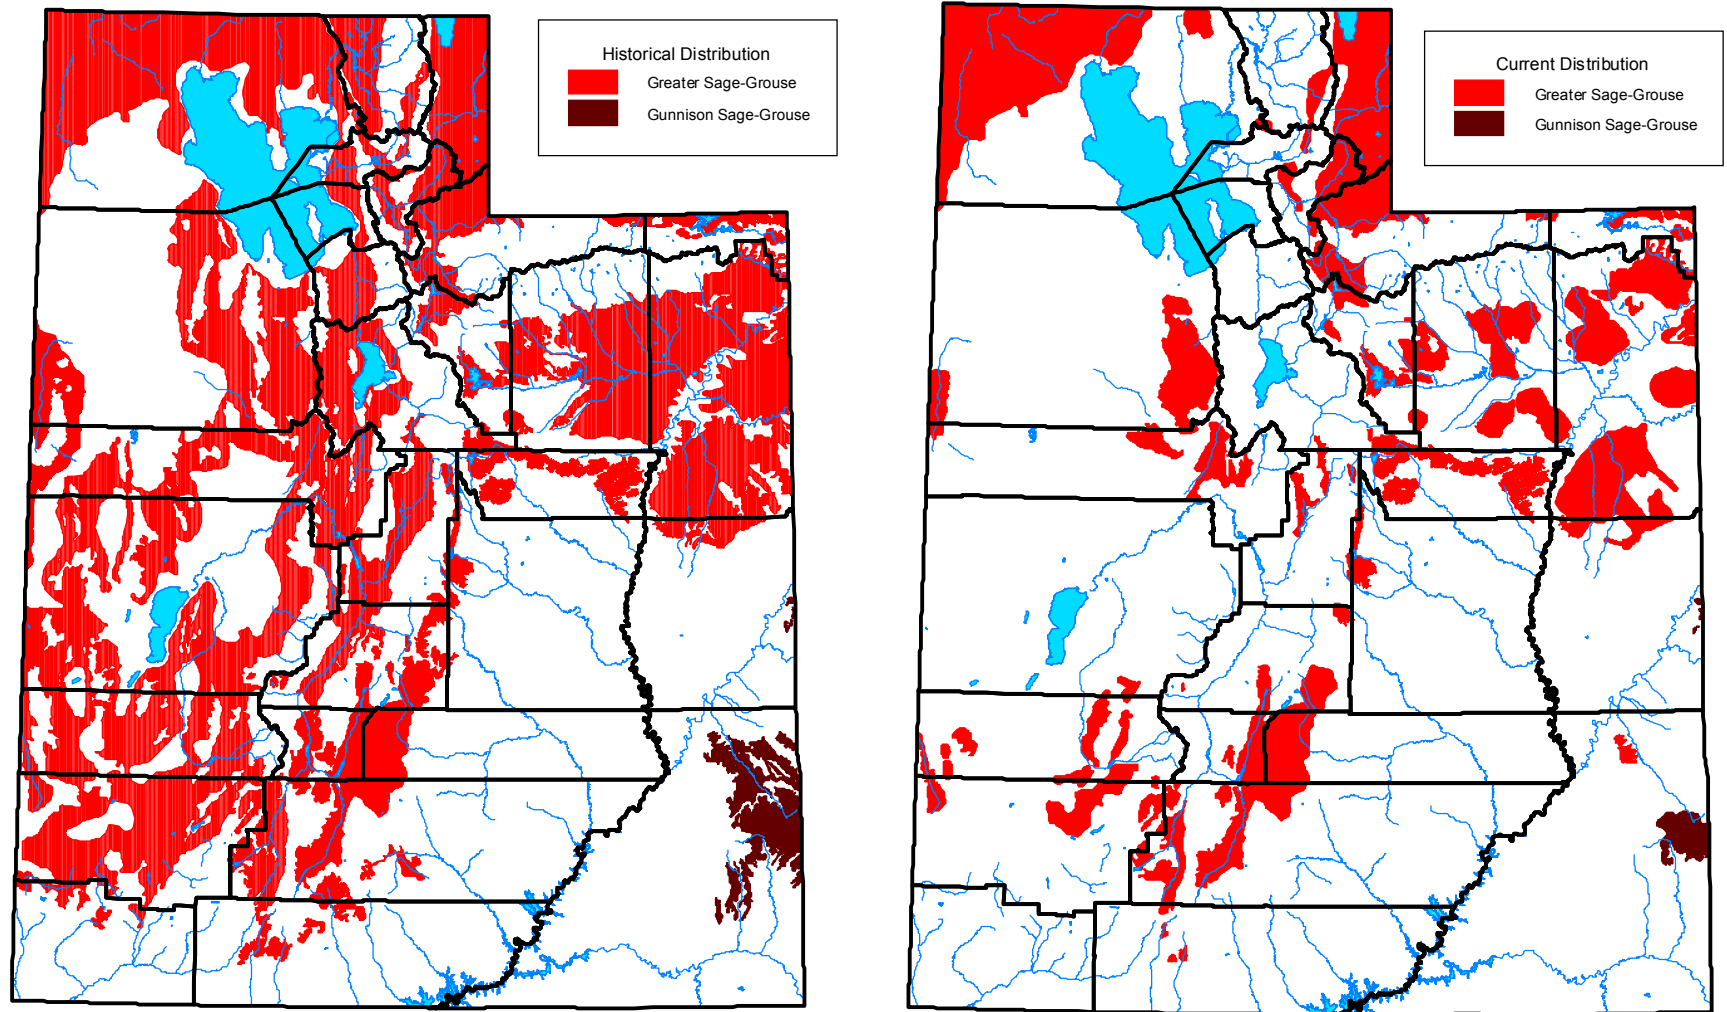 Historical Distribution
Greater Sage-Grouse
Gunnison Sage-Grouse
Current Distribution
Greater Sage-Grouse
Gunnison Sage-Grouse